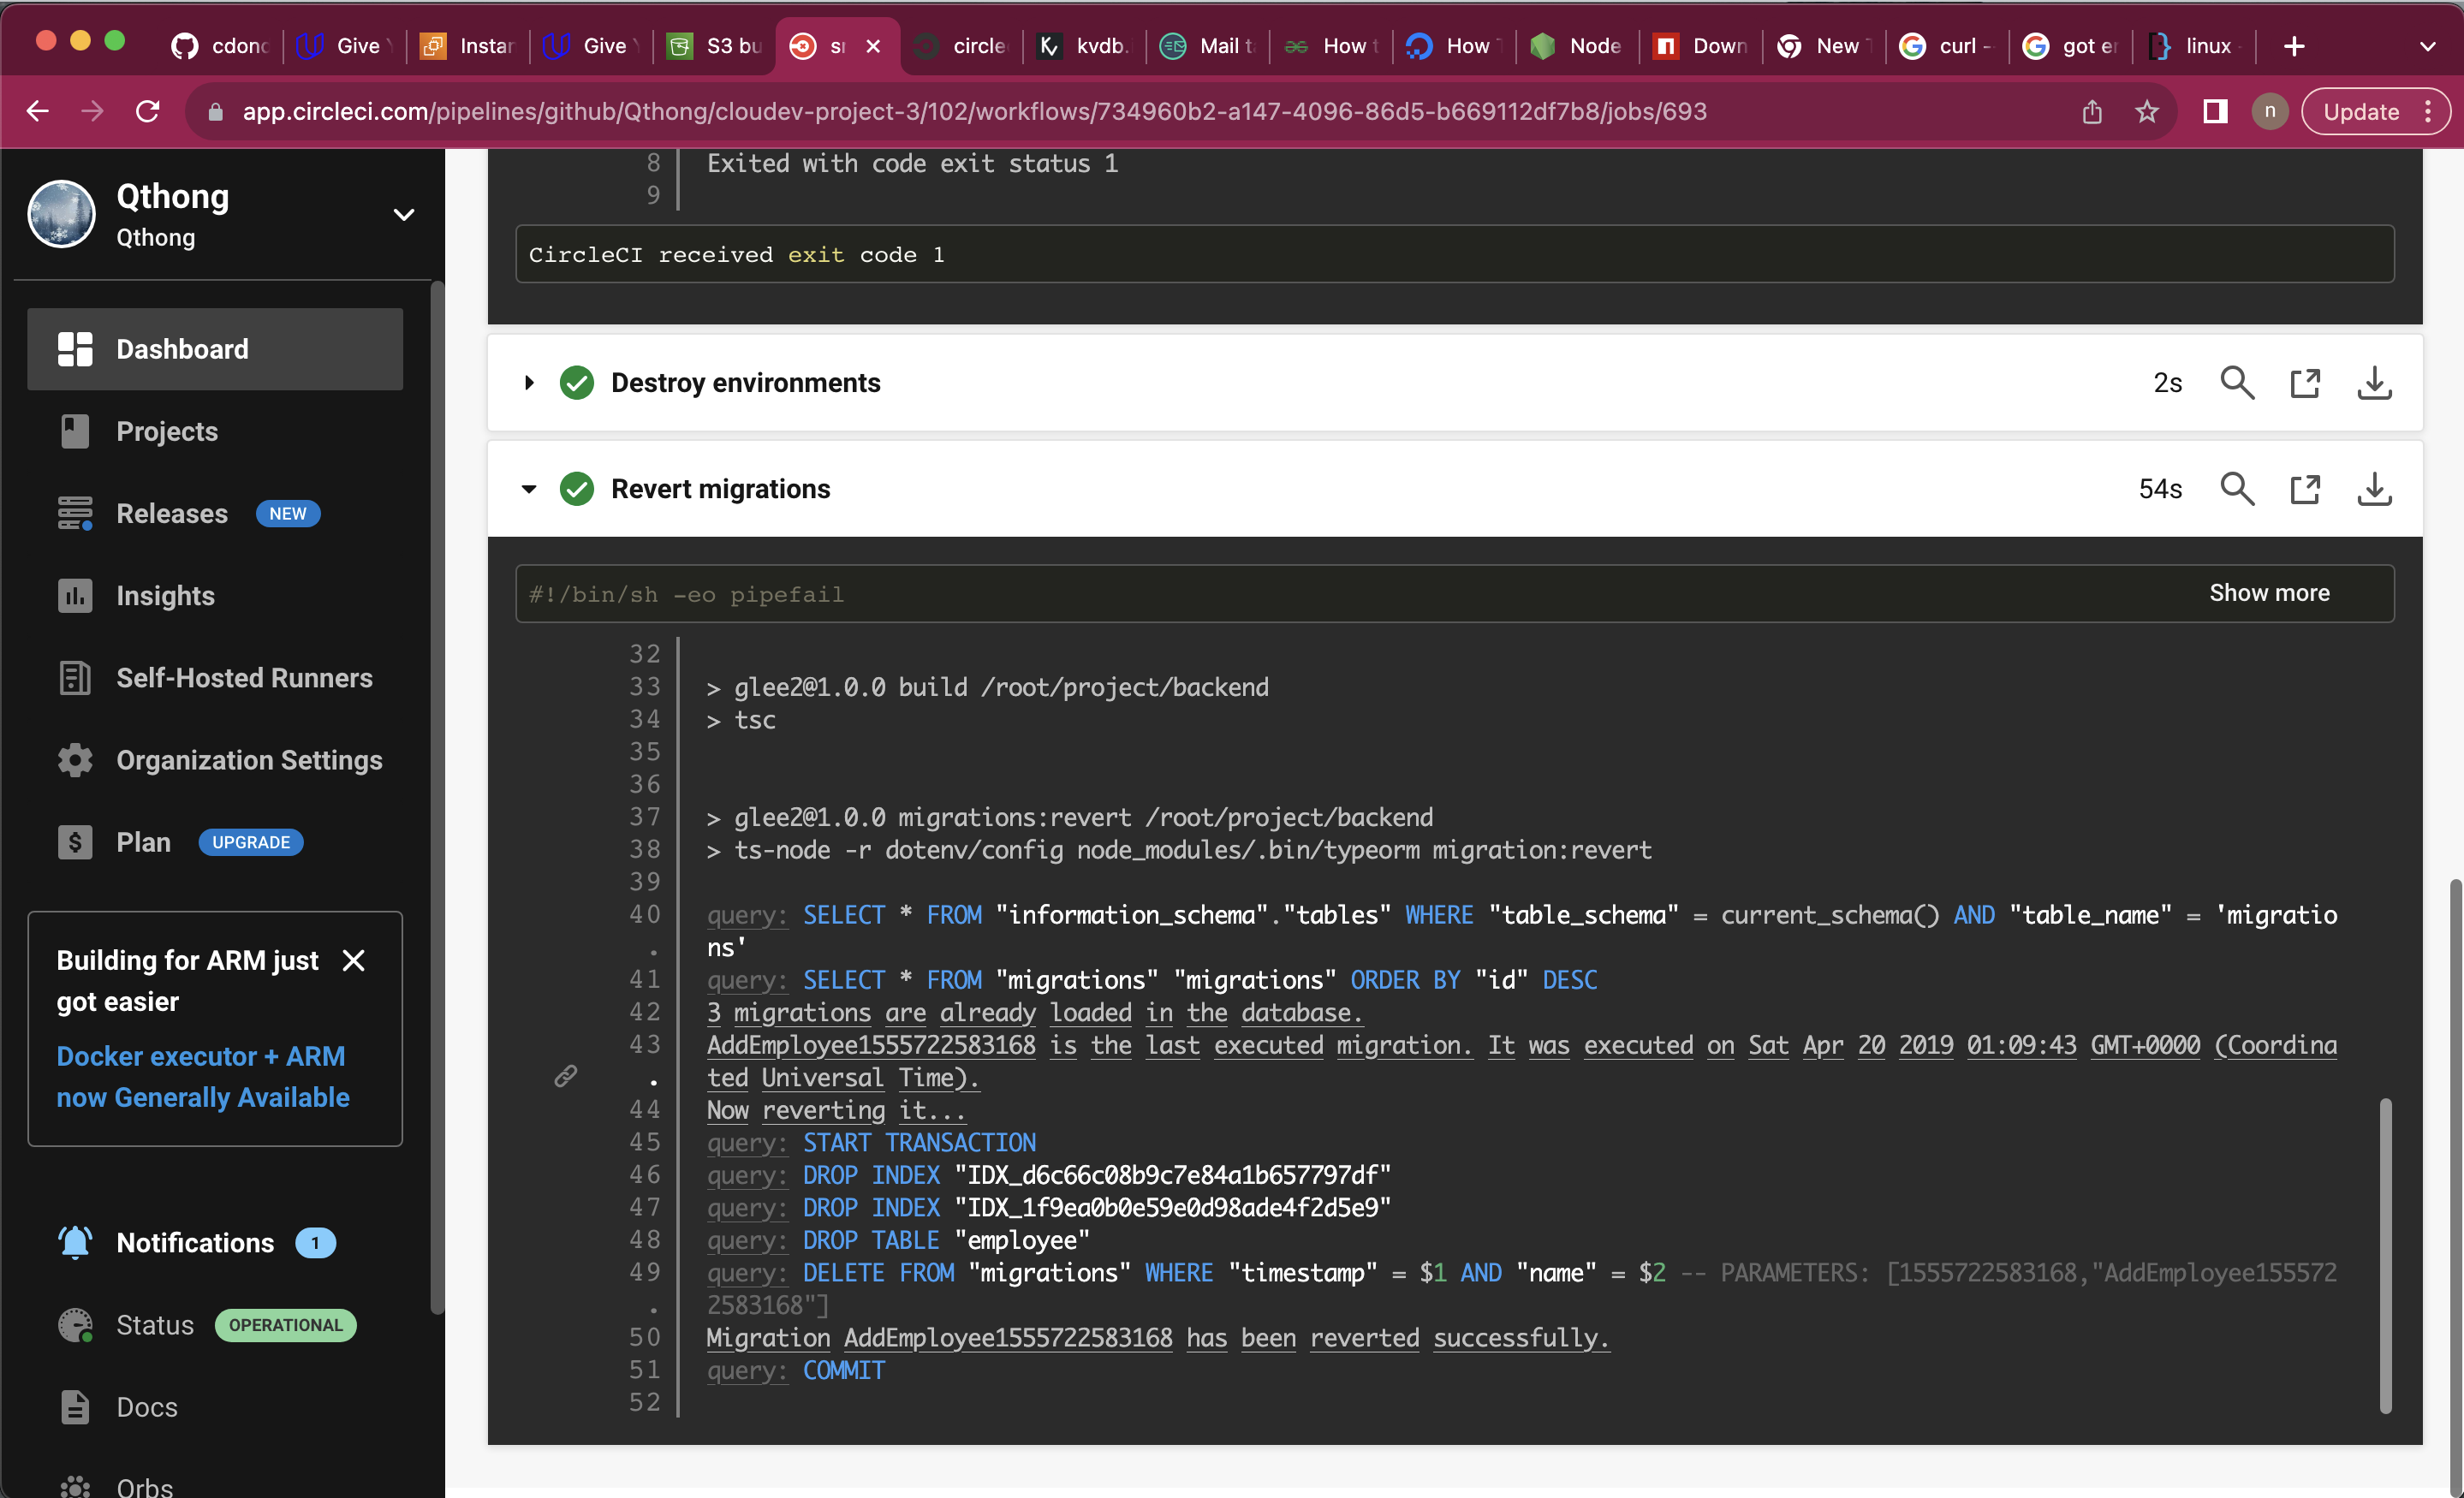 cdono
Give Y
Instar
Give Y
S3 bu
sr
circle
kvdb.
Mail t
How t
How T
Node
Down
New T
curl -
got er
linux
app.circleci.com/pipelines/github/Qthong/cloudev-project-3/102/workflows/734960b2-a147-4096-86d5-b669112df7b8/jobs/693
n
Update
Qthong
Qthong
Dashboard
Projects
Releases NEW
Insights
Self-Hosted Runners
Organization Settings
Plan UPGRADE
Building for ARM just
got easier
Docker executor + ARM
now Generally Available
Notifications 1
Status OPERATIONAL
Docs
Orbs
8 Exited with code exit status 1
9
CircleCI received exit code 1
Destroy environments 2s
Revert migrations 54s
#!/bin/sh -eo pipefail Show more
32
33 > glee2@1.0.0 build /root/project/backend
34 > tsc
35
36
37 > glee2@1.0.0 migrations:revert /root/project/backend
38 > ts-node -r dotenv/config node_modules/.bin/typeorm migration:revert
39
40 query: SELECT * FROM "information_schema"."tables" WHERE "table_schema" = current_schema() AND "table_name" = 'migratio
. ns'
41 query: SELECT * FROM "migrations" "migrations" ORDER BY "id" DESC
42 3 migrations are already loaded in the database.
43 AddEmployee1555722583168 is the last executed migration. It was executed on Sat Apr 20 2019 01:09:43 GMT+0000 (Coordina
. ted Universal Time).
44 Now reverting it...
45 query: START TRANSACTION
46 query: DROP INDEX "IDX_d6c66c08b9c7e84a1b657797df"
47 query: DROP INDEX "IDX_1f9ea0b0e59e0d98ade4f2d5e9"
48 query: DROP TABLE "employee"
49 query: DELETE FROM "migrations" WHERE "timestamp" = $1 AND "name" = $2 -- PARAMETERS: [1555722583168,"AddEmployee155572
. 2583168"]
50 Migration AddEmployee1555722583168 has been reverted successfully.
51 query: COMMIT
52